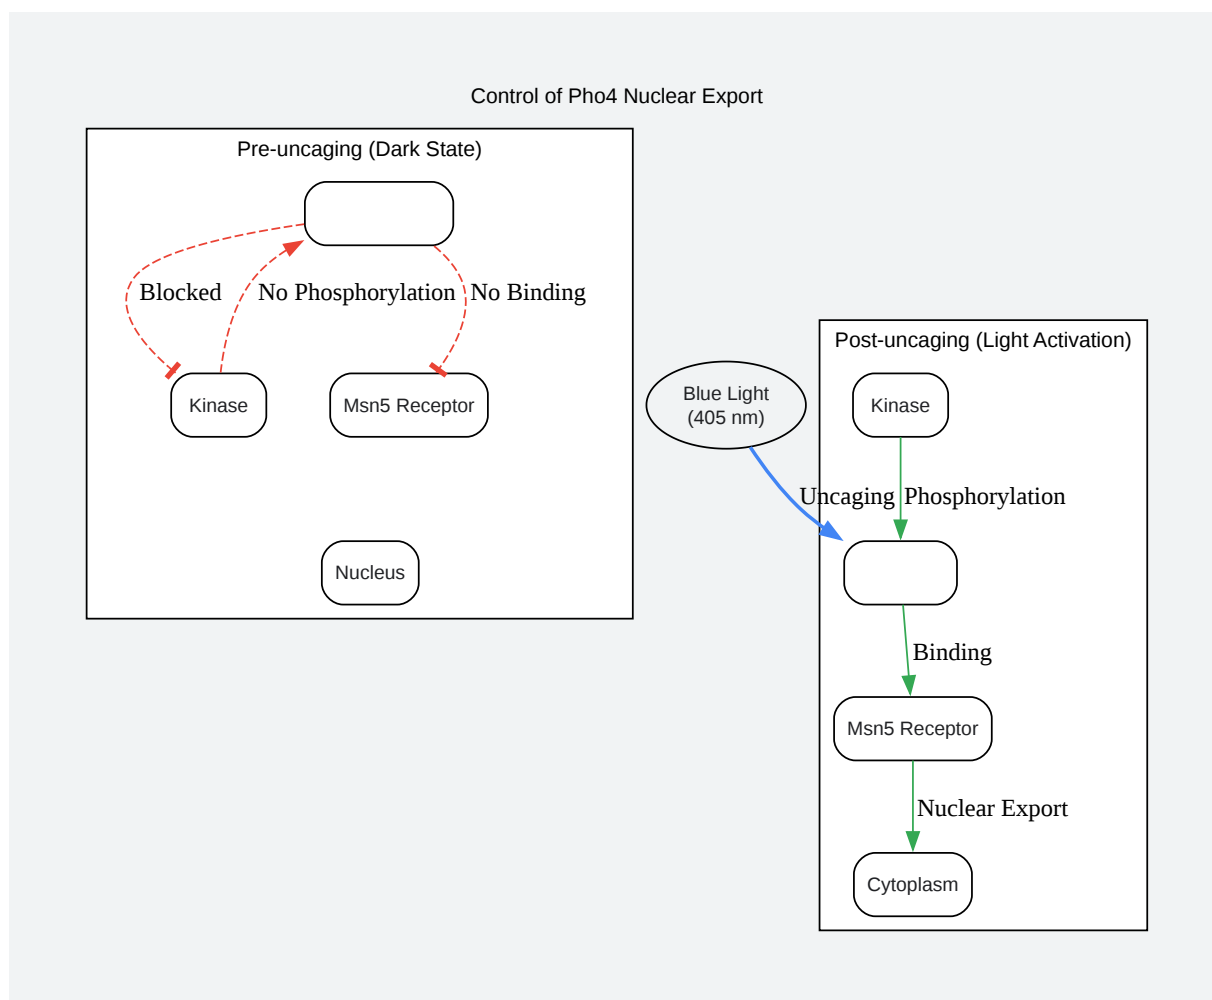 Control of Pho4 Nuclear Export
Pre-uncaging (Dark State)
Blocked
No Phosphorylation
No Binding
Kinase
Msn5 Receptor
Nucleus
Blue Light
(405 nm)
Post-uncaging (Light Activation)
Kinase
Uncaging
Phosphorylation
Binding
Msn5 Receptor
Nuclear Export
Cytoplasm